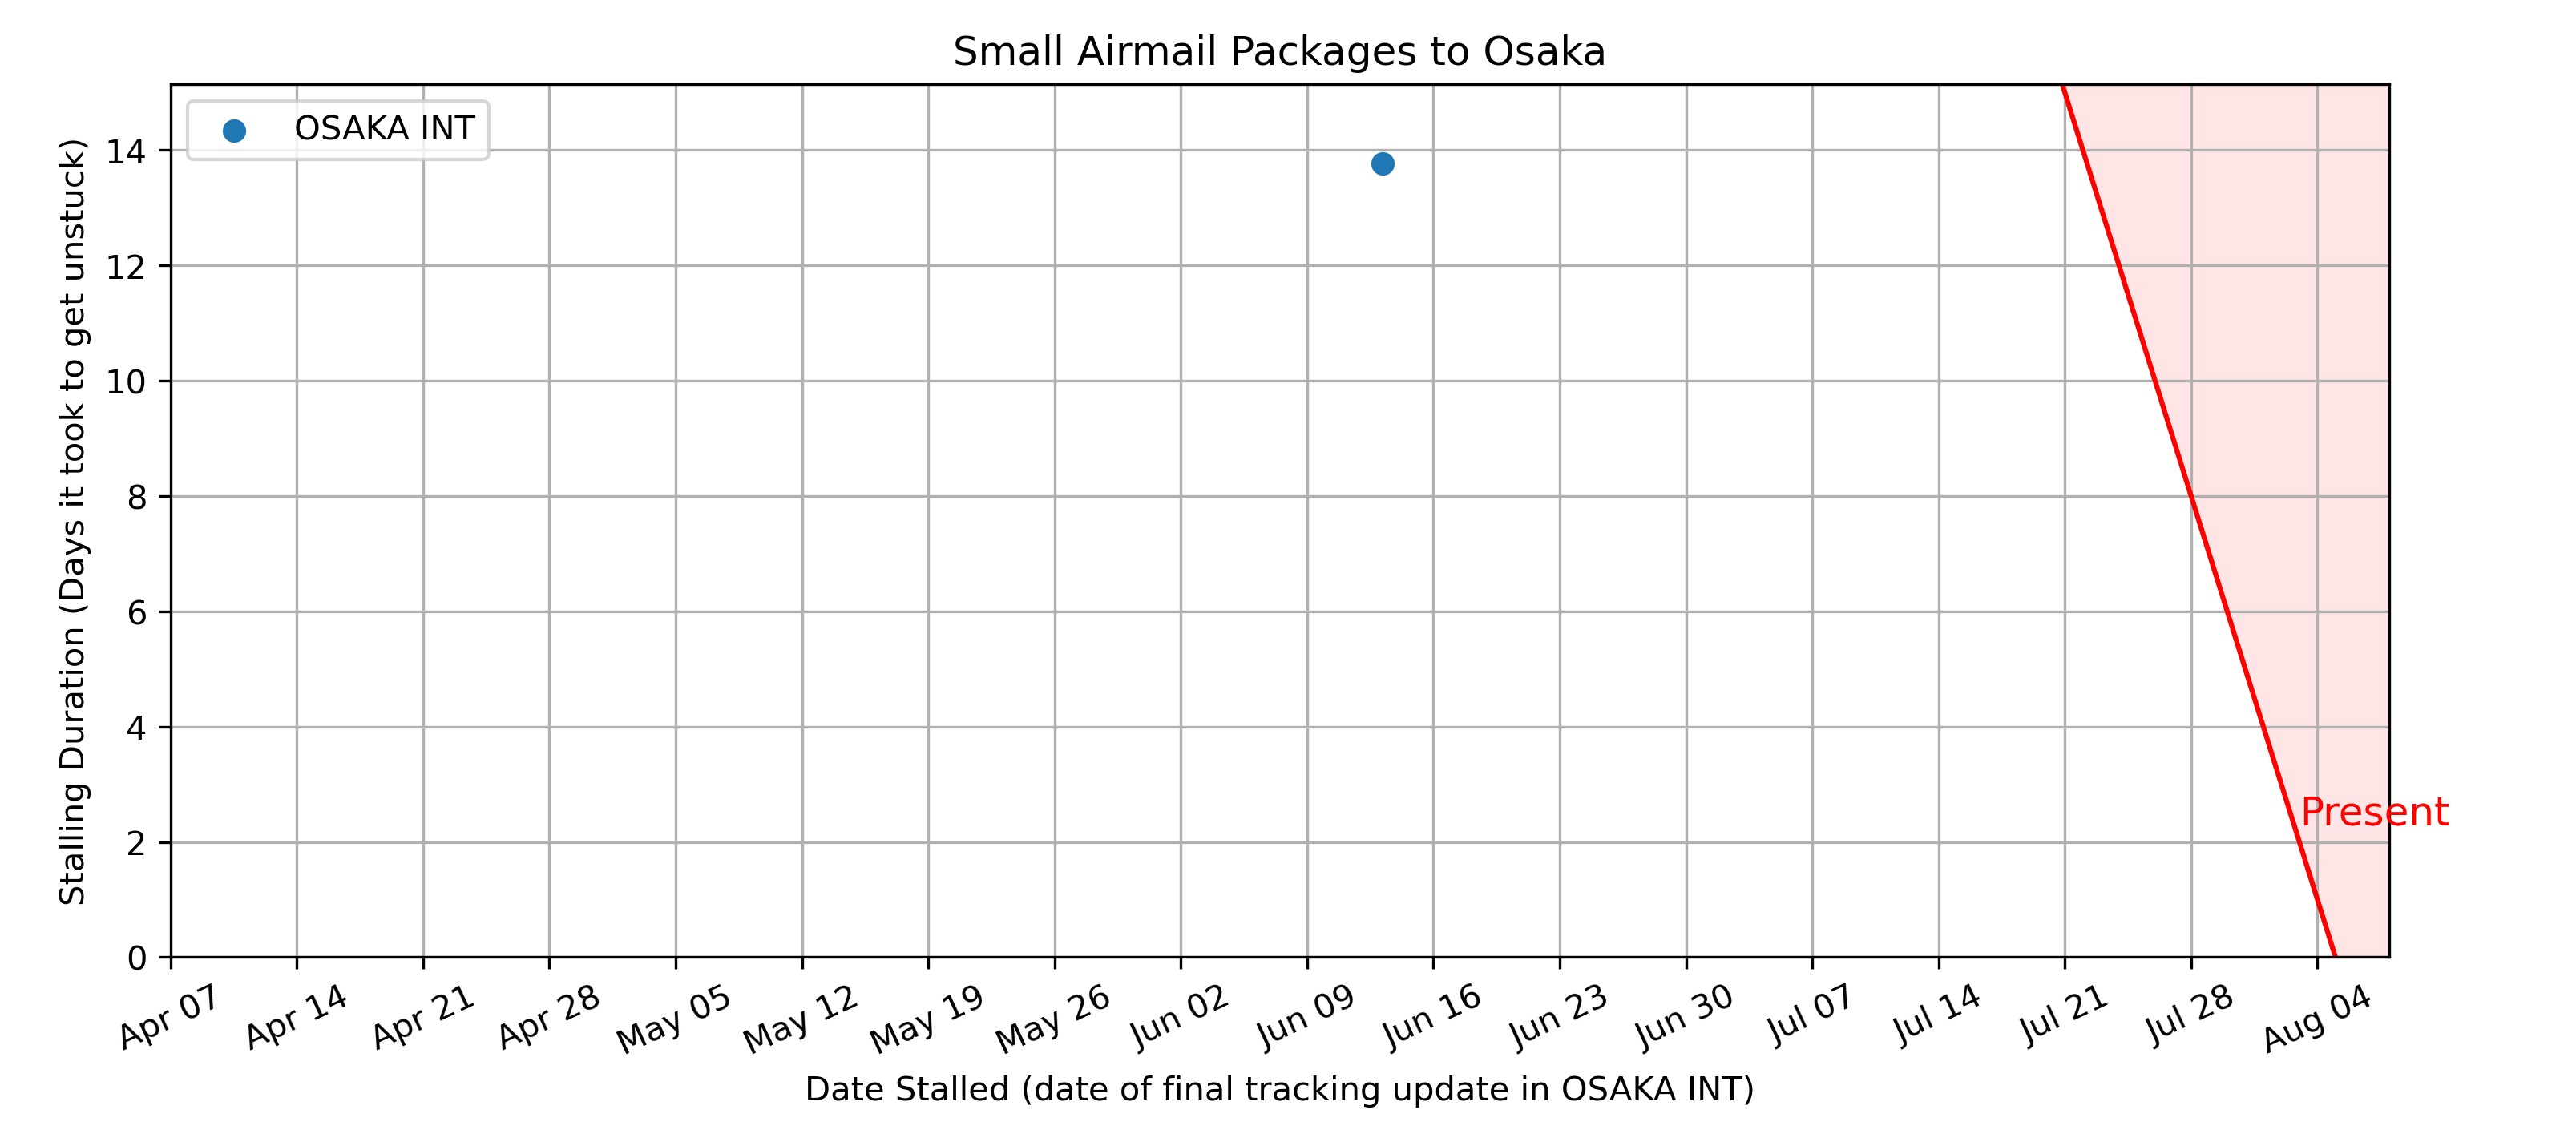 Small Airmail Packages to Osaka
OSAKA INT
Stalling Duration (Days it took to get unstuck)
14
12
10
8
6
4
2
0
Present
Apr 07
Apr 14
Apr 21
Apr 28
May 05
May 12
May 19
May 26
Jun 02
Jun 09
Jun 16
Jun 23
Jun 30
Jul 07
Jul 14
Jul 21
Jul 28
Aug 04
Date Stalled (date of final tracking update in OSAKA INT)